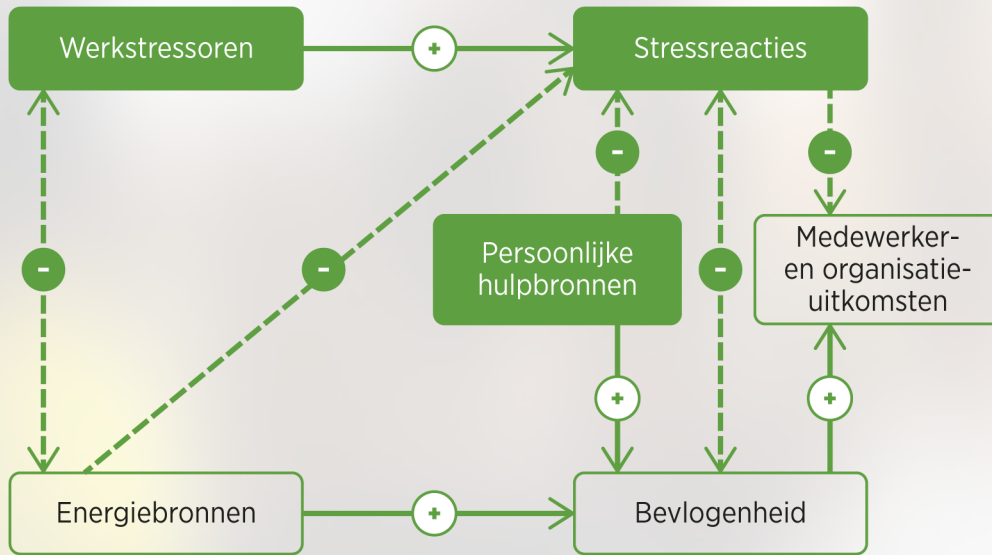 Werkstressoren
+
Stressreacties
-
-
Persoonlijke
hulpbronnen
-
-
-
Medewerker-
en organisatie-
uitkomsten
+
+
Energiebronnen
+
Bevlogenheid